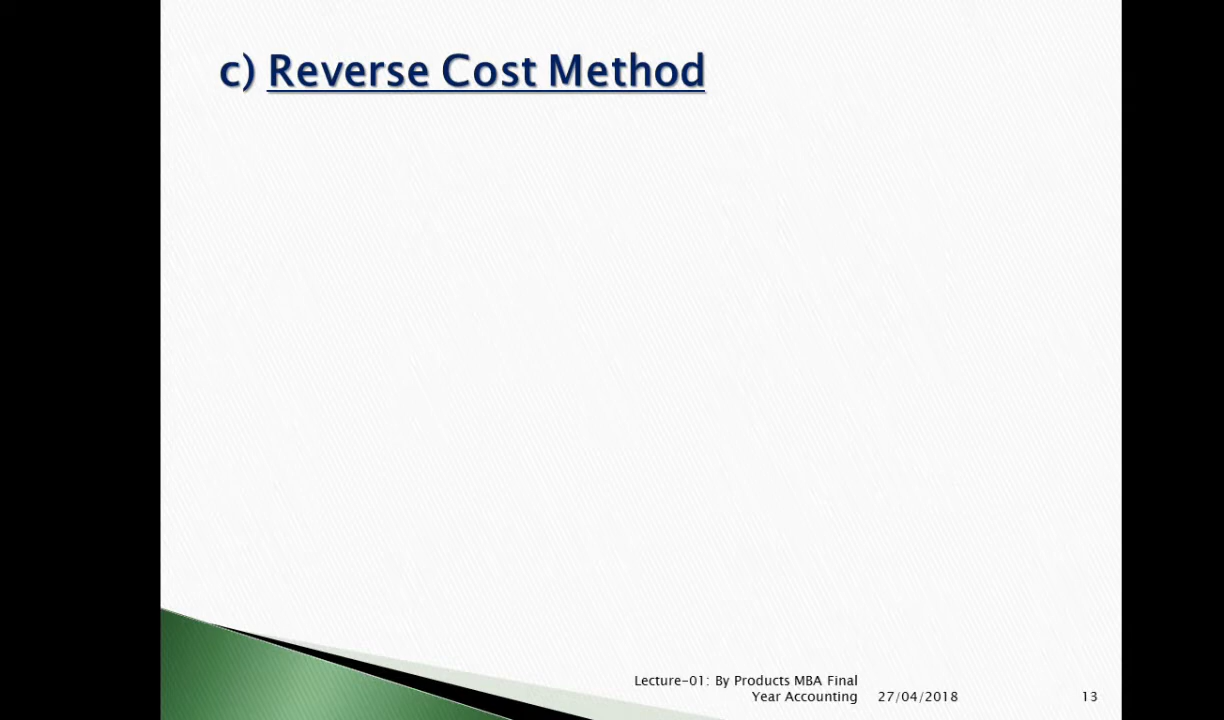 c) Reverse Cost Method
Lecture-01: By Products MBA Final
Year Accounting 27/04/2018 13